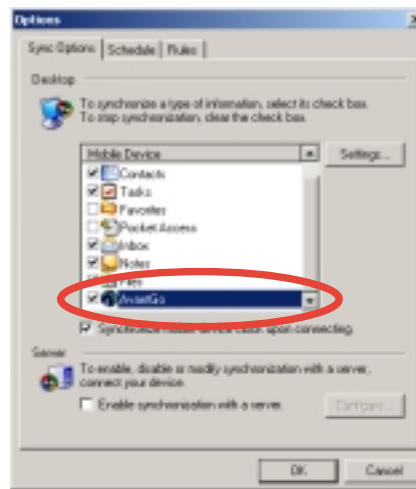 Options
Sync Options Schedule Rules
Desktop
To synchronize a type of information, select its check box.
To stop synchronization, clear the check box.
Mobile Device
Settings...
Contacts
Tasks
Favorites
Pocket Access
Inbox
Notes
Files
AvantGo
Synchronize mobile device clock upon connecting.
Server
To enable, disable or modify synchronization with a server,
connect your device.
Enable synchronization with a server.
Configure...
OK Cancel